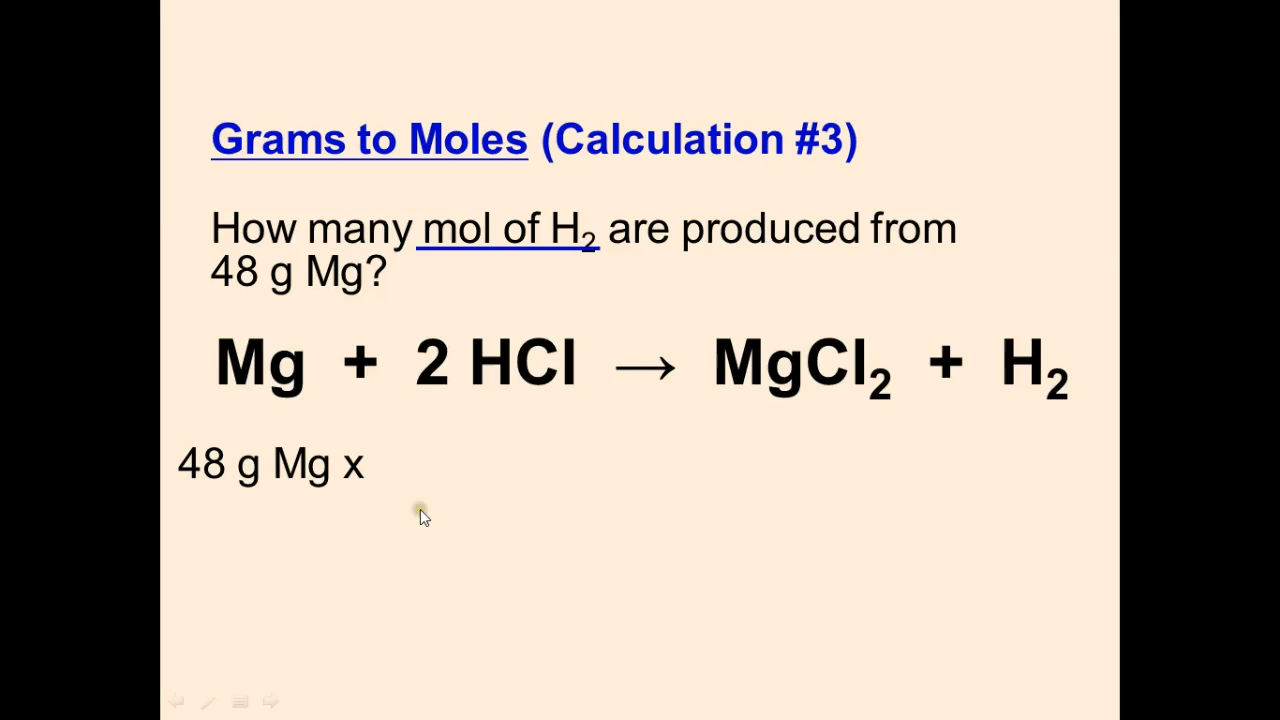 Grams to Moles (Calculation #3)
How many mol of H₂ are produced from
48 g Mg?
Mg + 2 HCl → MgCl₂ + H₂
48 g Mg x